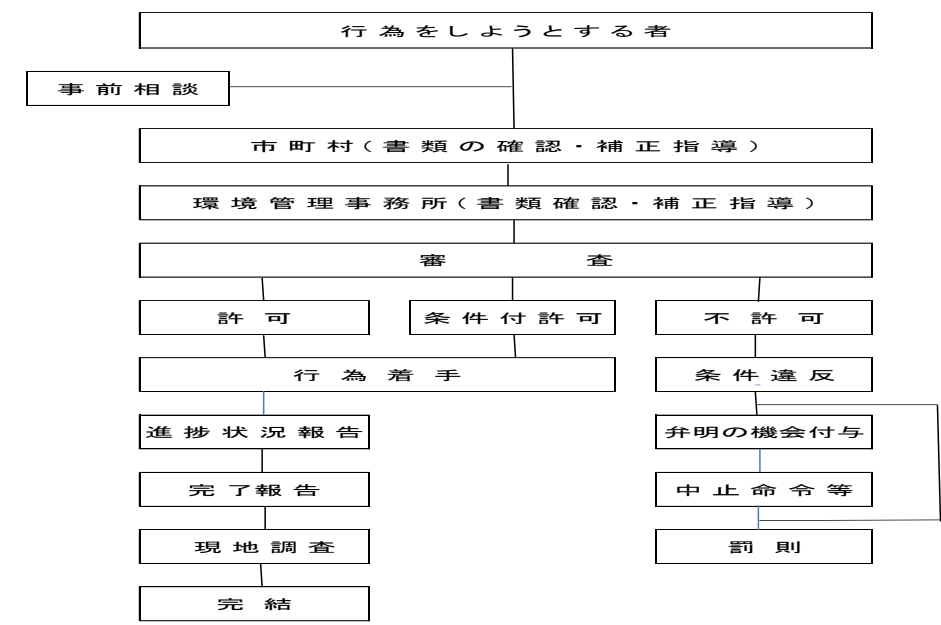 行為をしようとする者
事前相談
市町村(書類の確認・補正指導)
環境管理事務所(書類確認・補正指導)
審査
許可
条件付許可
不許可
行為着手
条件違反
進捗状況報告
弁明の機会付与
完了報告
中止命令等
現地調査
罰則
完結